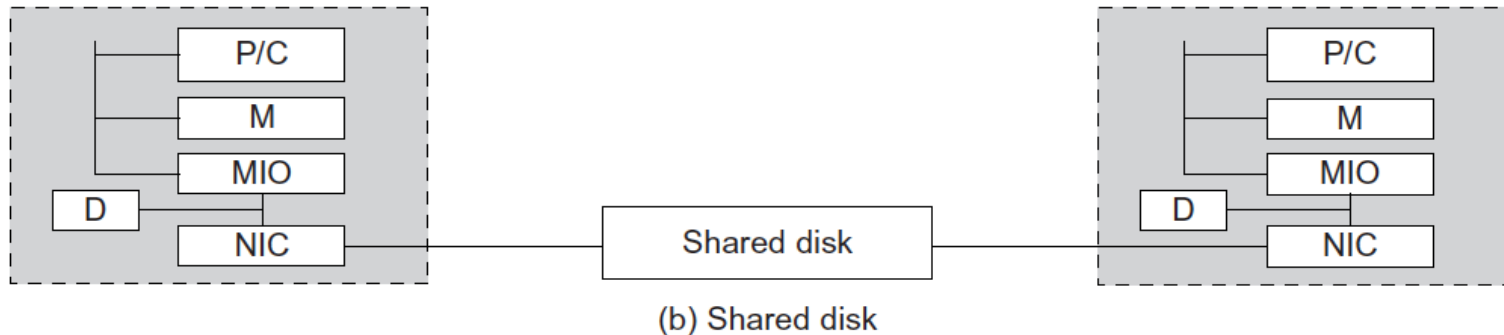 P/C
M
MIO
D
NIC
Shared disk
P/C
M
MIO
D
NIC
(b) Shared disk